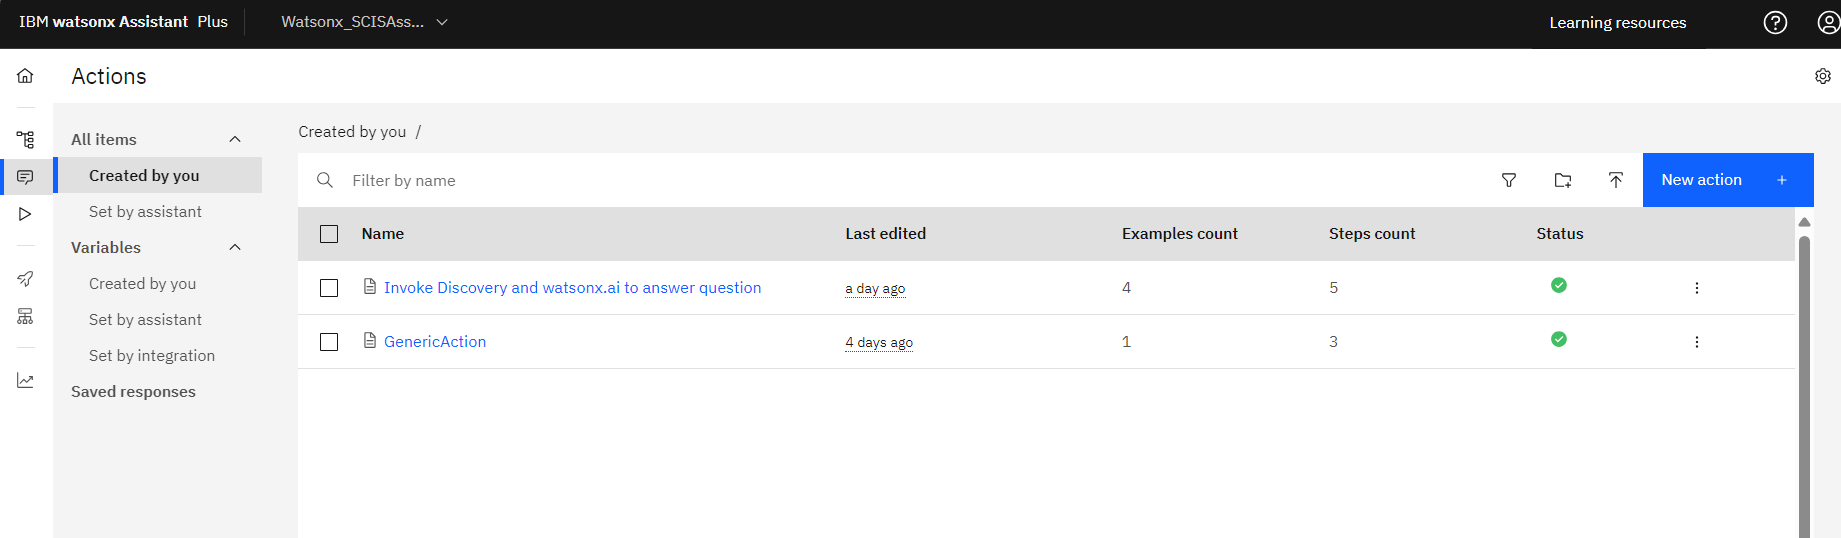 IBM watsonx Assistant Plus
Watsonx_SCISAss...
Learning resources
Actions
All items
Created by you
Set by assistant
Variables
Created by you
Set by assistant
Set by integration
Saved responses
Created by you /
Filter by name
New action +
Name Last edited Examples count Steps count Status
Invoke Discovery and watsonx.ai to answer question a day ago 4 5
GenericAction 4 days ago 1 3